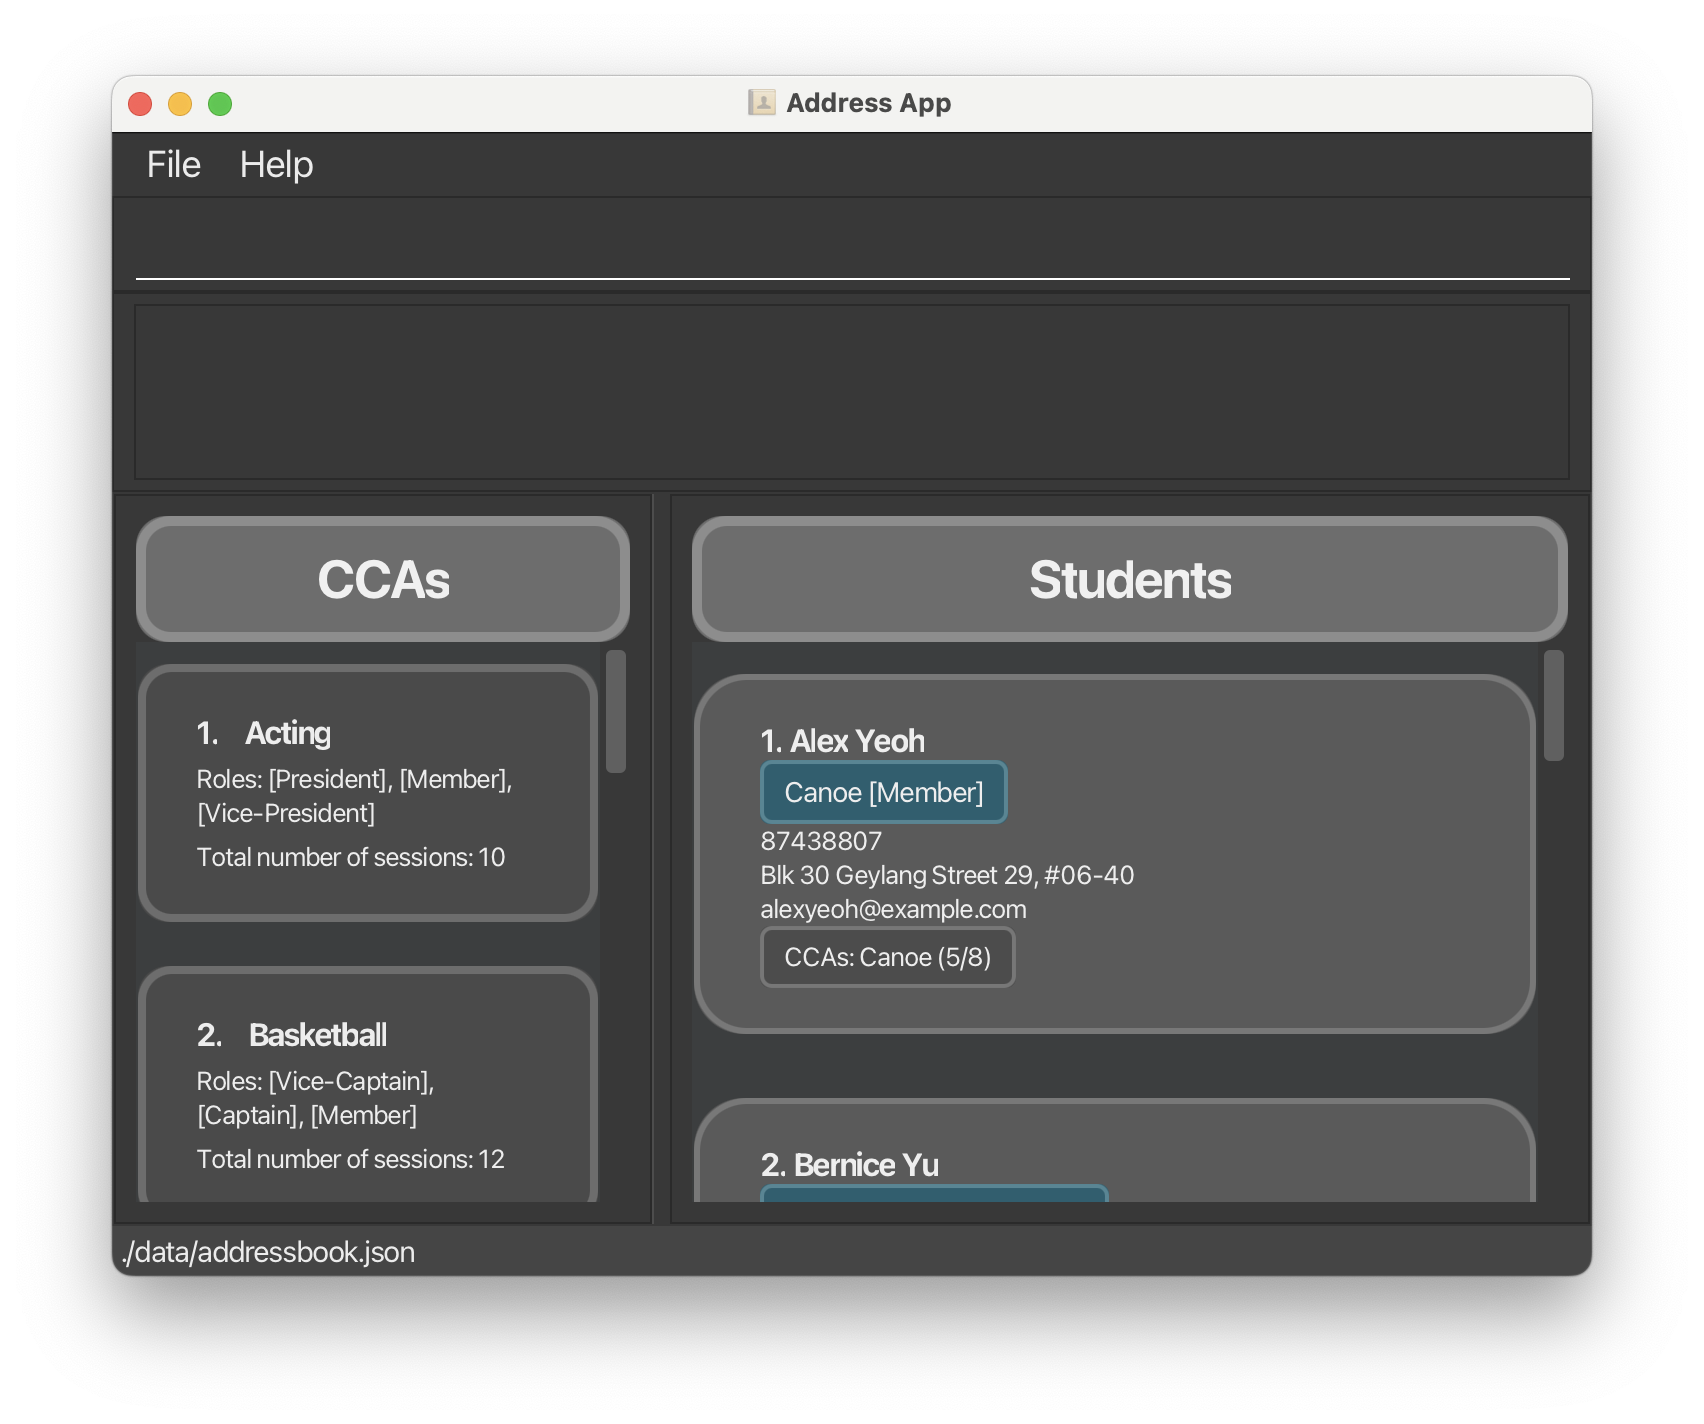 Address App
File Help
CCAs
1. Acting
Roles: [President], [Member],
[Vice-President]
Total number of sessions: 10
2. Basketball
Roles: [Vice-Captain],
[Captain], [Member]
Total number of sessions: 12
Students
1. Alex Yeoh
Canoe [Member]
87438807
Blk 30 Geylang Street 29, #06-40
alexyeoh@example.com
CCAs: Canoe (5/8)
2. Bernice Yu
./data/addressbook.json